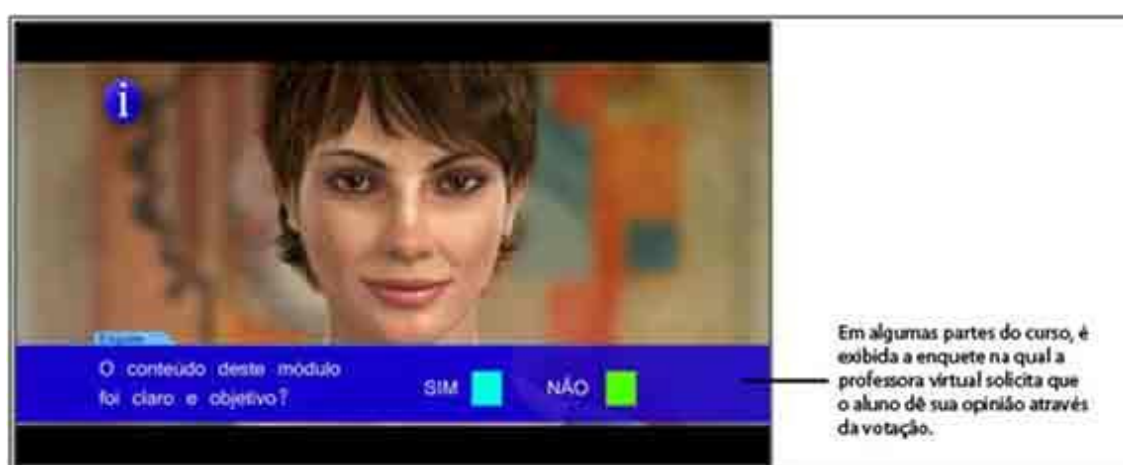 i
Enquete
O conteúdo deste módulo
foi claro e objetivo?
SIM
NÃO
Em algumas partes do curso, é
exibida a enquete na qual a
professora virtual solicita que
o aluno dê sua opinião através
da votação.